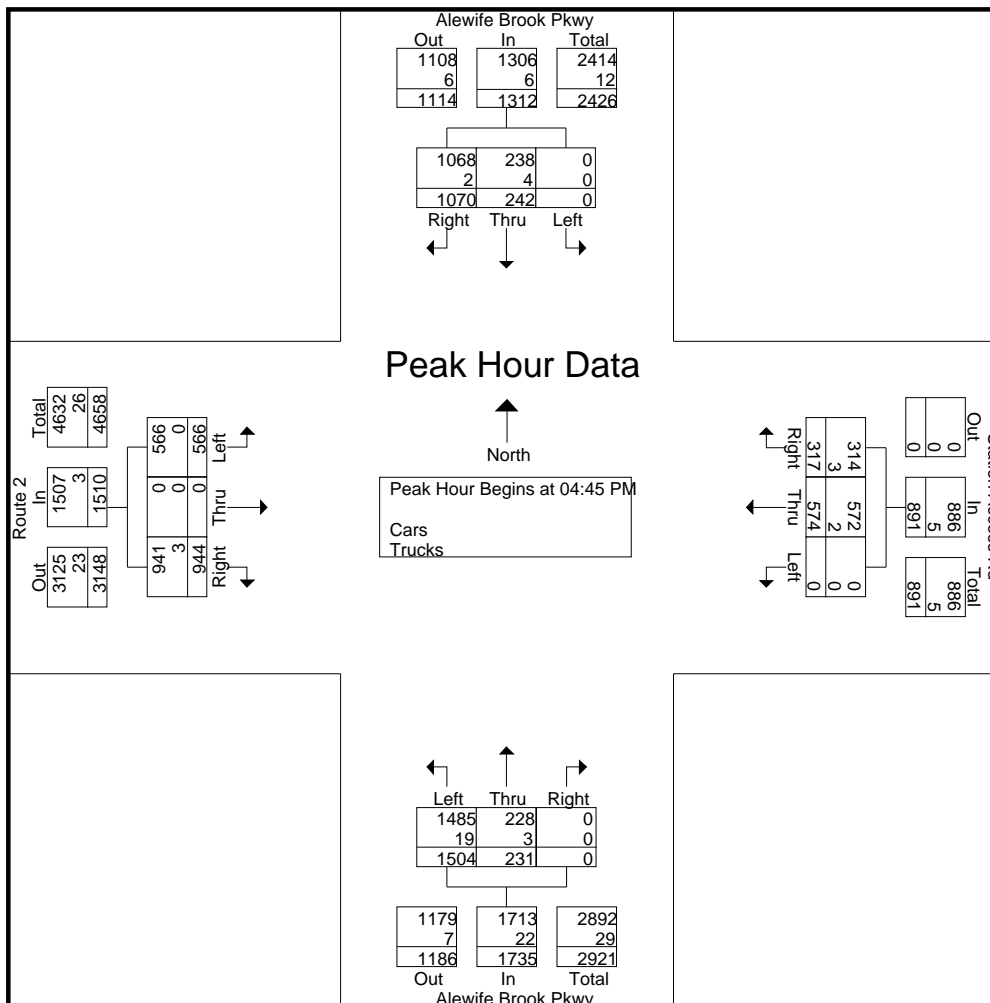 Alewife Brook Pkwy
Out In Total
1108 1306 2414
6 6 12
1114 1312 2426
1068 238 0
2 4 0
1070 242 0
Right Thru Left
Peak Hour Data
North
Peak Hour Begins at 04:45 PM
Cars
Trucks
Route 2
Total
4632
26
4658
In
1507
3
1510
Out
3125
23
3148
566 0 566
Left
0 0 0
Thru
941 3 944
Right
Right
317 3 314
Thru
574 2 572
Left
0 0 0
Out
0
0
0
In
886
5
891
Total
886
5
891
Left Thru Right
1485 228 0
19 3 0
1504 231 0
1179 1713 2892
7 22 29
1186 1735 2921
Out In Total
Alewife Brook Pkwy